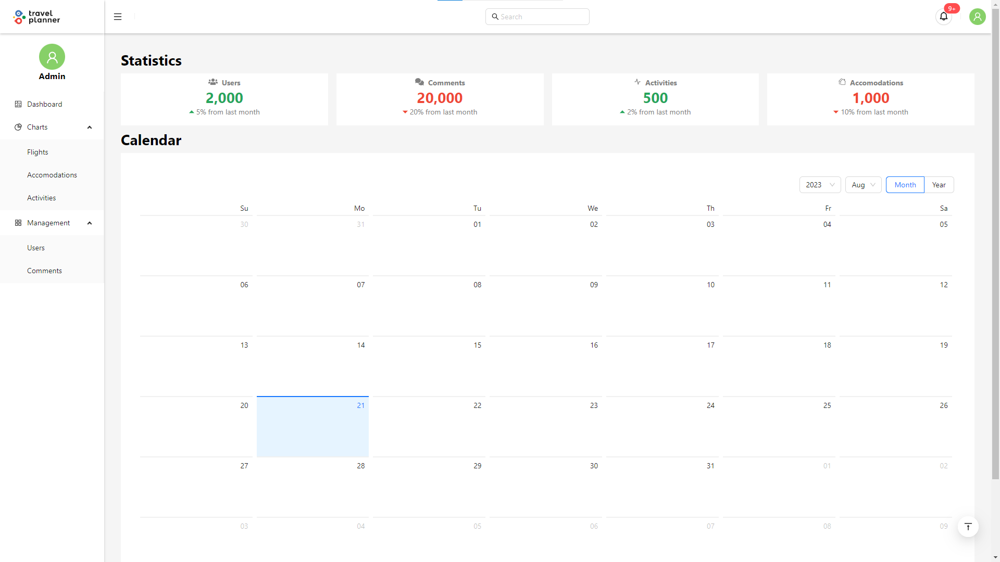 travel
planner
Search
9+
Admin
Dashboard
Charts
Flights
Accomodations
Activities
Management
Users
Comments
Statistics
Users
2,000
5% from last month
Comments
20,000
20% from last month
Activities
500
2% from last month
Accomodations
1,000
10% from last month
Calendar
2023 Aug Month Year
Su Mo Tu We Th Fr Sa
30 31 01 02 03 04 05
06 07 08 09 10 11 12
13 14 15 16 17 18 19
20 21 22 23 24 25 26
27 28 29 30 31 01 02
03 04 05 06 07 08 09